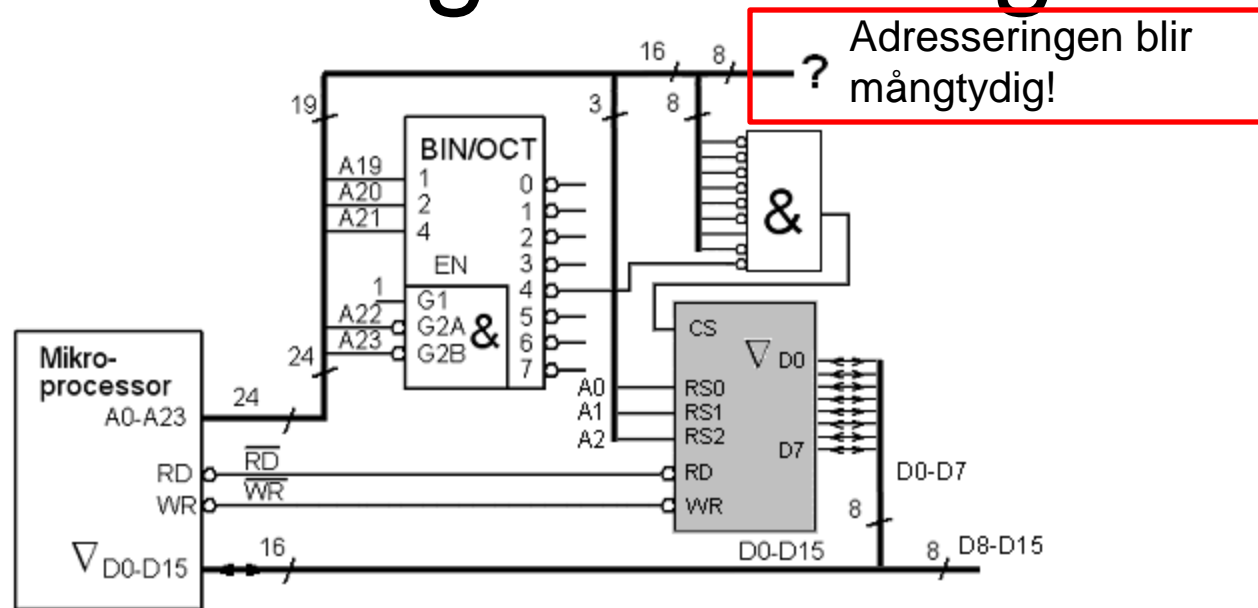 Adresseringen blir
mångtydig!
?
16
8
19
3
8
BIN/OCT
A19
1
0
A20
2
1
A21
4
2
EN
3
4
1
G1
5
A22
G2A
&
6
A23
G2B
7
&
24
Mikro-
processor
A0-A23
24
CS
▽ D0
A0
RS0
A1
RS1
A2
RS2
D7
RD
RD
RD
D0-D7
WR
WR
WR
8
▽ D0-D15
16
D0-D15
8
D8-D15